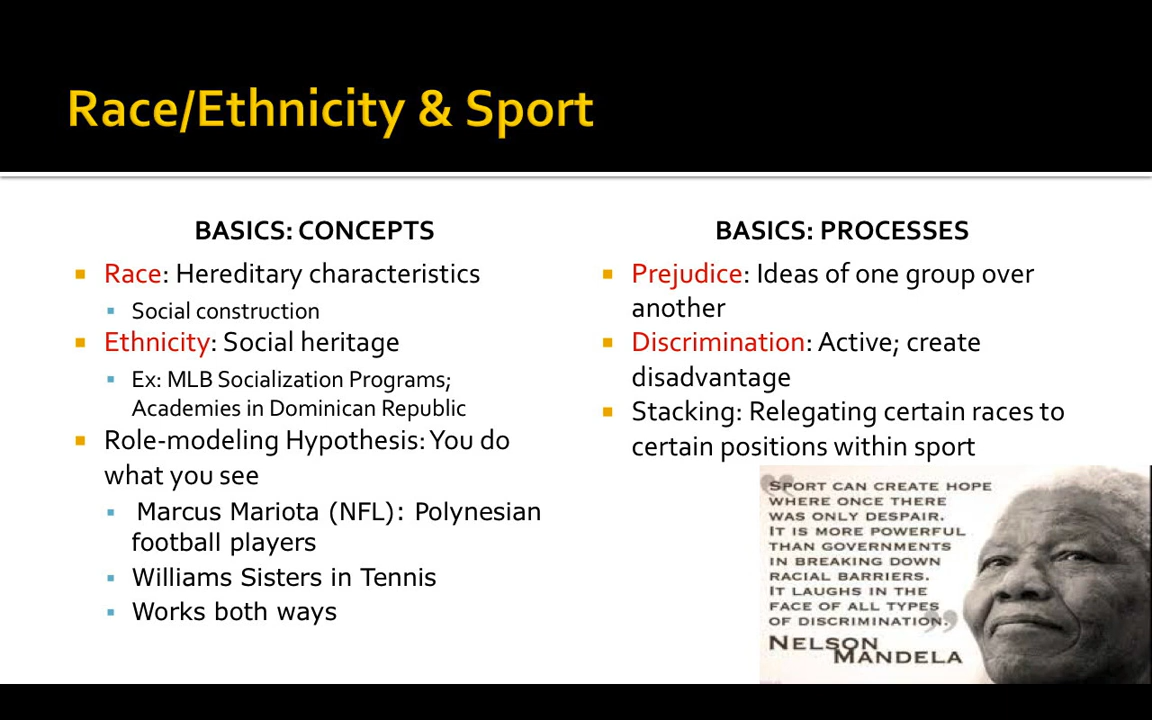 Race/Ethnicity & Sport
BASICS: CONCEPTS
Race: Hereditary characteristics
Social construction
Ethnicity: Social heritage
Ex: MLB Socialization Programs;
Academies in Dominican Republic
Role-modeling Hypothesis: You do
what you see
Marcus Mariota (NFL): Polynesian
football players
Williams Sisters in Tennis
Works both ways
BASICS: PROCESSES
Prejudice: Ideas of one group over
another
Discrimination: Active; create
disadvantage
Stacking: Relegating certain races to
certain positions within sport
“SPORT CAN CREATE HOPE
WHERE ONCE THERE
WAS ONLY DESPAIR.
IT IS MORE POWERFUL
THAN GOVERNMENTS
IN BREAKING DOWN
RACIAL BARRIERS.
IT LAUGHS IN THE
FACE OF ALL TYPES
OF DISCRIMINATION.”
NELSON
MANDELA